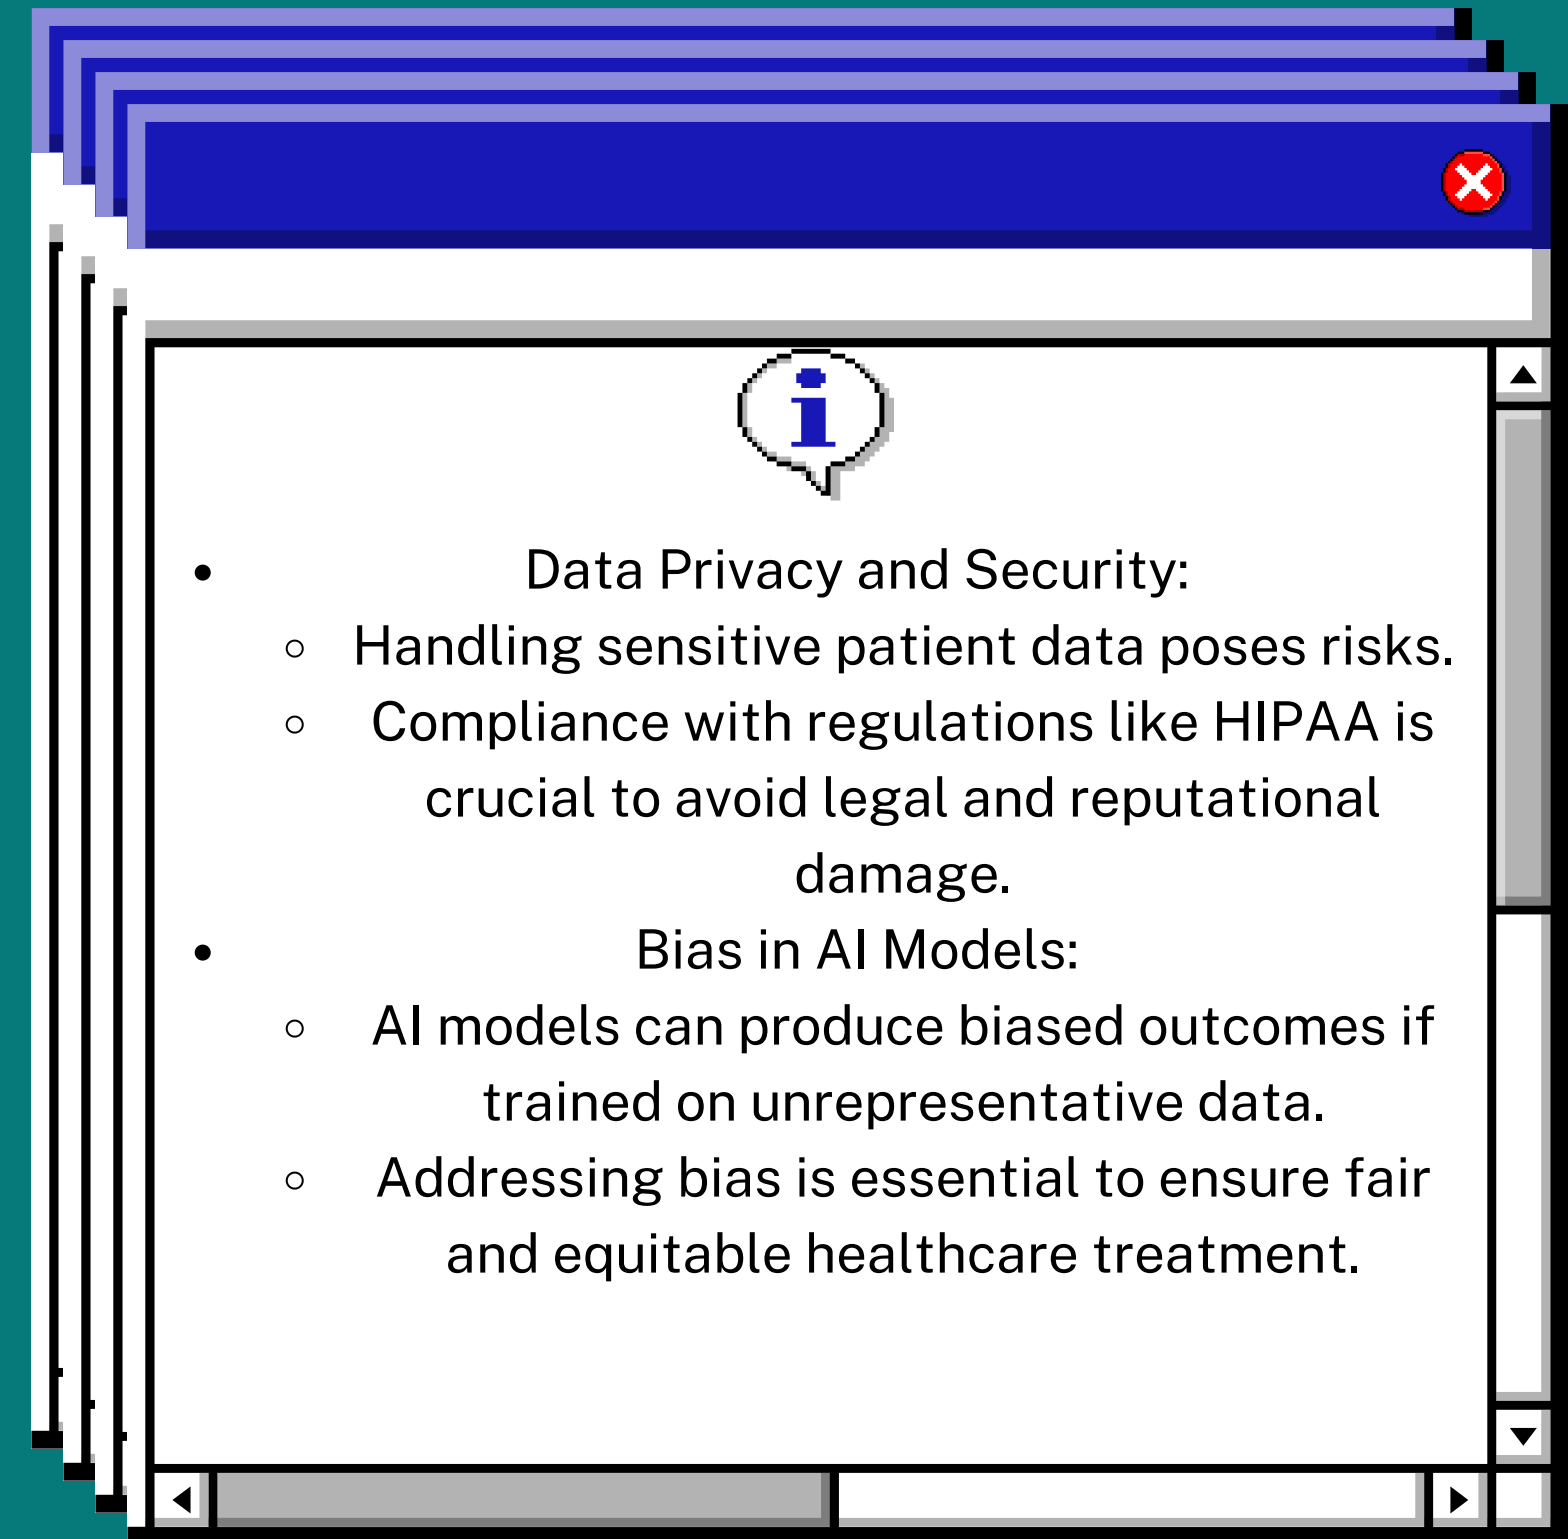 i
• Data Privacy and Security:
◦ Handling sensitive patient data poses risks.
◦ Compliance with regulations like HIPAA is
crucial to avoid legal and reputational
damage.
• Bias in AI Models:
◦ AI models can produce biased outcomes if
trained on unrepresentative data.
◦ Addressing bias is essential to ensure fair
and equitable healthcare treatment.